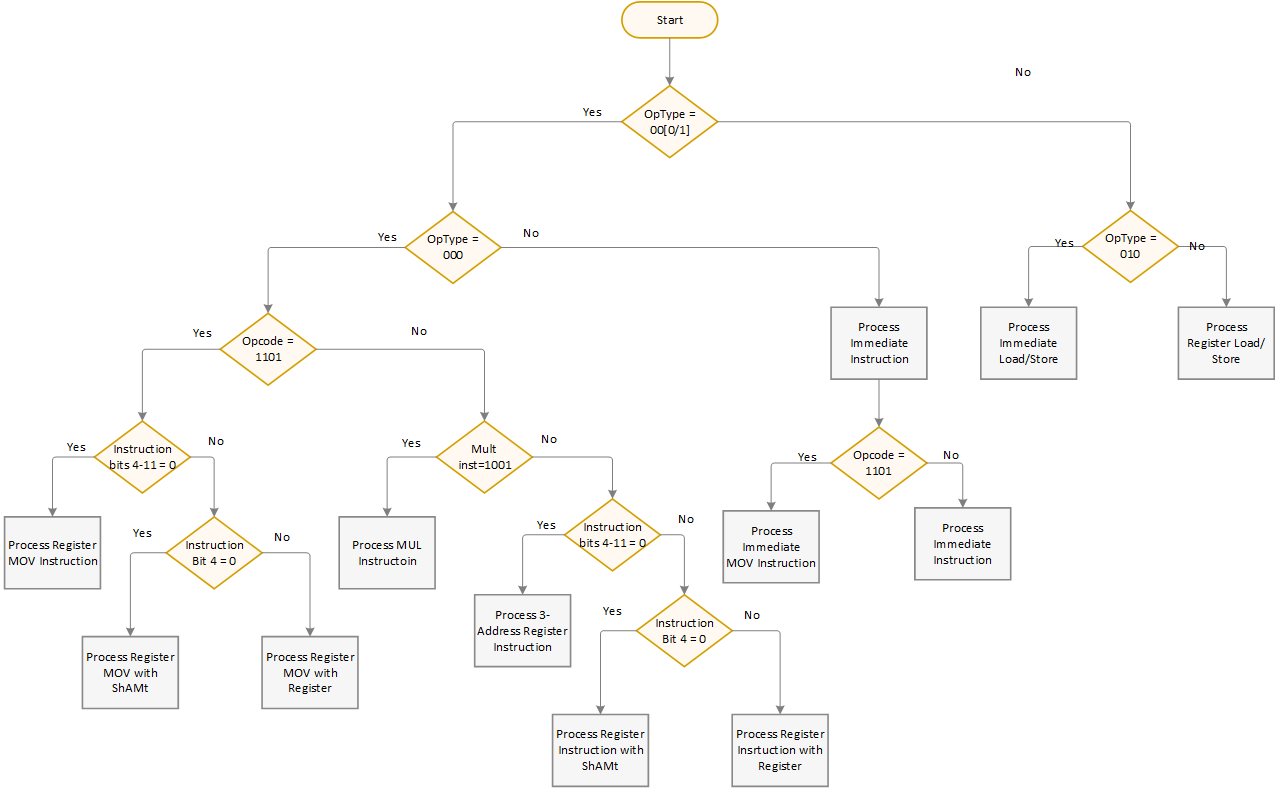 Start
No
Yes
OpType =
00[0/1]
Yes
OpType =
000
No
Yes
OpType =
010
No
Yes
Opcode =
1101
No
Process
Immediate
Instruction
Process
Immediate
Load/Store
Process
Register Load/
Store
Yes
Instruction
bits 4-11 = 0
No
Yes
Mult
inst=1001
No
Yes
Opcode =
1101
No
Process Register
MOV Instruction
Yes
Instruction
Bit 4 = 0
No
Process MUL
Instructoin
Yes
Instruction
bits 4-11 = 0
No
Process
Immediate
MOV Instruction
Process
Immediate
Instruction
Process Register
MOV with
ShAMt
Process Register
MOV with
Register
Process 3-
Address Register
Instruction
Yes
Instruction
Bit 4 = 0
No
Process Register
Instruction with
ShAMt
Process Register
Insrtuction with
Register